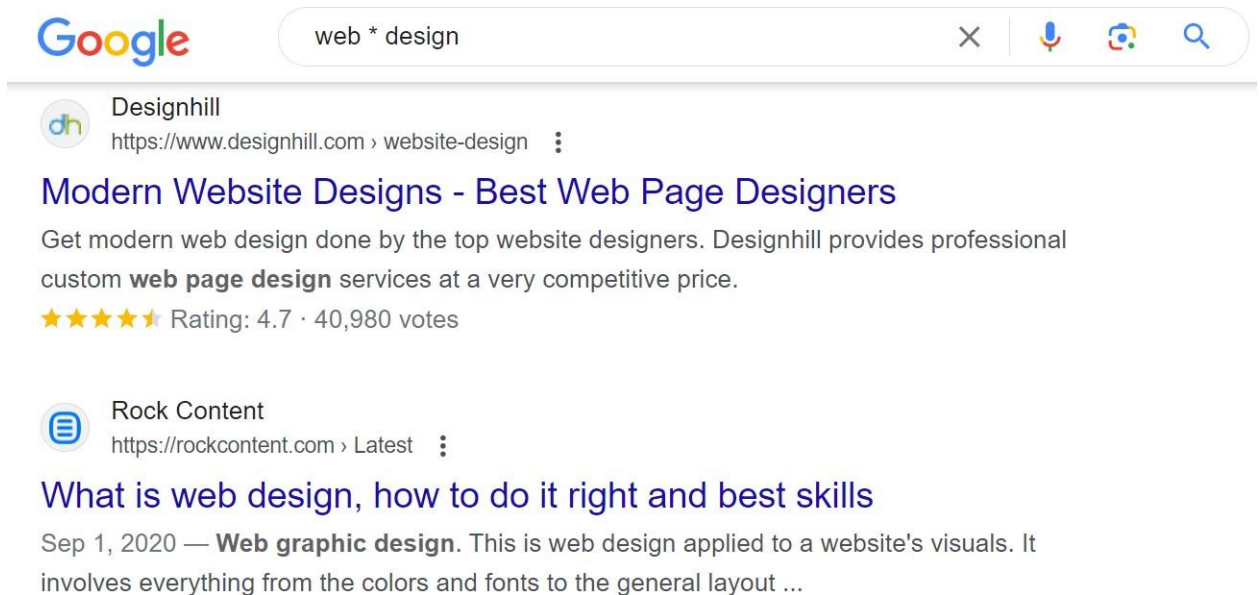 Google
web * design
Designhill
https://www.designhill.com › website-design
Modern Website Designs - Best Web Page Designers
Get modern web design done by the top website designers. Designhill provides professional
custom web page design services at a very competitive price.
Rating: 4.7 · 40,980 votes
Rock Content
https://rockcontent.com › Latest
What is web design, how to do it right and best skills
Sep 1, 2020 — Web graphic design. This is web design applied to a website's visuals. It
involves everything from the colors and fonts to the general layout ...